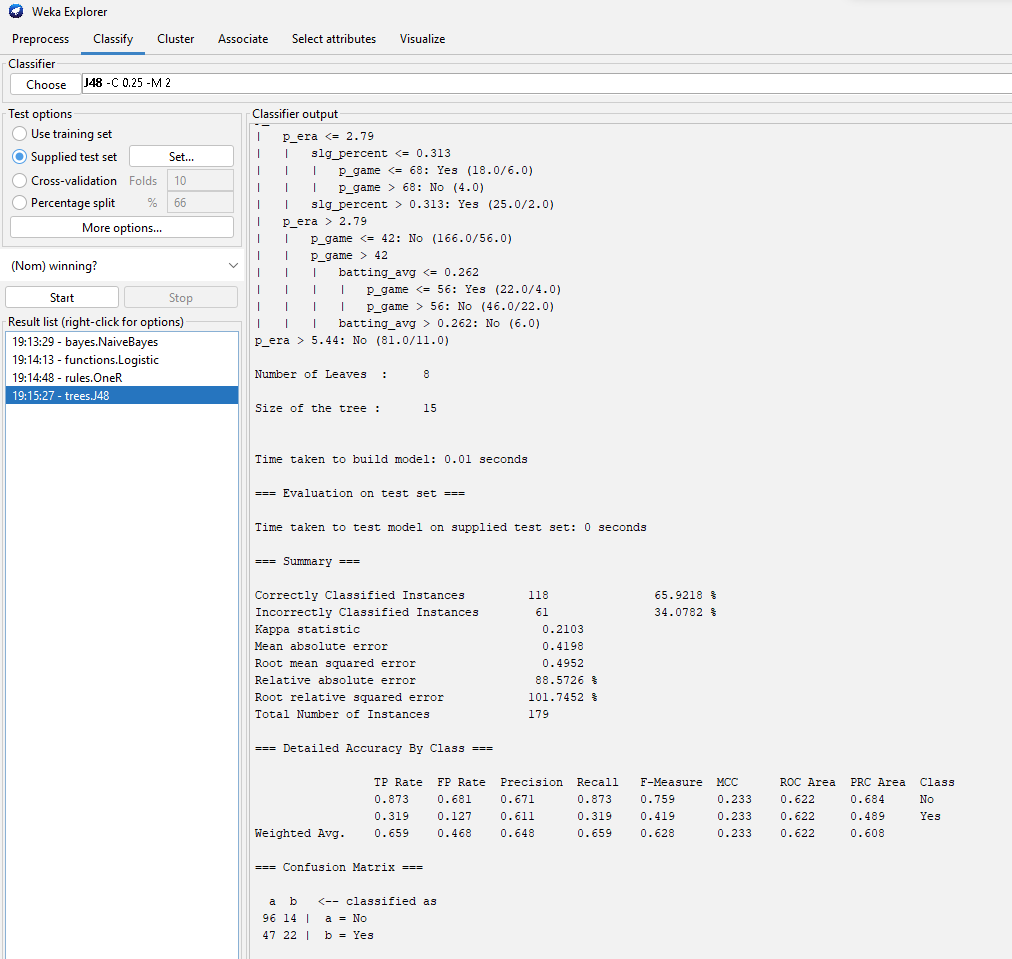 Weka Explorer
Preprocess Classify Cluster Associate Select attributes Visualize
Classifier
Choose J48 -C 0.25 -M 2
Test options
Use training set
Supplied test set Set...
Cross-validation Folds 10
Percentage split % 66
More options...
(Nom) winning?
Start Stop
Result list (right-click for options)
19:13:29 - bayes.NaiveBayes
19:14:13 - functions.Logistic
19:14:48 - rules.OneR
19:15:27 - trees.J48
Classifier output
| p_era <= 2.79
| | slg_percent <= 0.313
| | | p_game <= 68: Yes (18.0/6.0)
| | | p_game > 68: No (4.0)
| | slg_percent > 0.313: Yes (25.0/2.0)
| p_era > 2.79
| | p_game <= 42: No (166.0/56.0)
| | p_game > 42
| | | batting_avg <= 0.262
| | | | p_game <= 56: Yes (22.0/4.0)
| | | | p_game > 56: No (46.0/22.0)
| | | batting_avg > 0.262: No (6.0)
p_era > 5.44: No (81.0/11.0)
Number of Leaves : 8
Size of the tree : 15
Time taken to build model: 0.01 seconds
=== Evaluation on test set ===
Time taken to test model on supplied test set: 0 seconds
=== Summary ===
Correctly Classified Instances 118 65.9218 %
Incorrectly Classified Instances 61 34.0782 %
Kappa statistic 0.2103
Mean absolute error 0.4198
Root mean squared error 0.4952
Relative absolute error 88.5726 %
Root relative squared error 101.7452 %
Total Number of Instances 179
=== Detailed Accuracy By Class ===
TP Rate FP Rate Precision Recall F-Measure MCC ROC Area PRC Area Class
0.873 0.681 0.671 0.873 0.759 0.233 0.622 0.684 No
0.319 0.127 0.611 0.319 0.419 0.233 0.622 0.489 Yes
Weighted Avg. 0.659 0.468 0.648 0.659 0.628 0.233 0.622 0.608
=== Confusion Matrix ===
a b <-- classified as
96 14 | a = No
47 22 | b = Yes